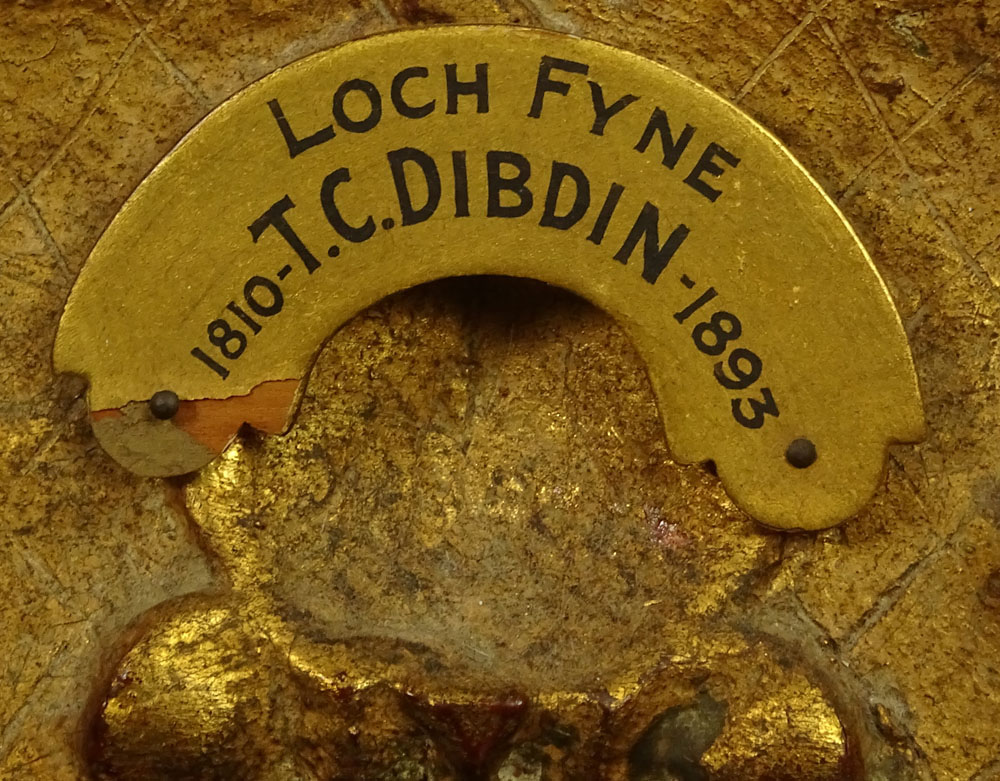 LOCH FYNE
1810-T.C.DIBDIN-1893